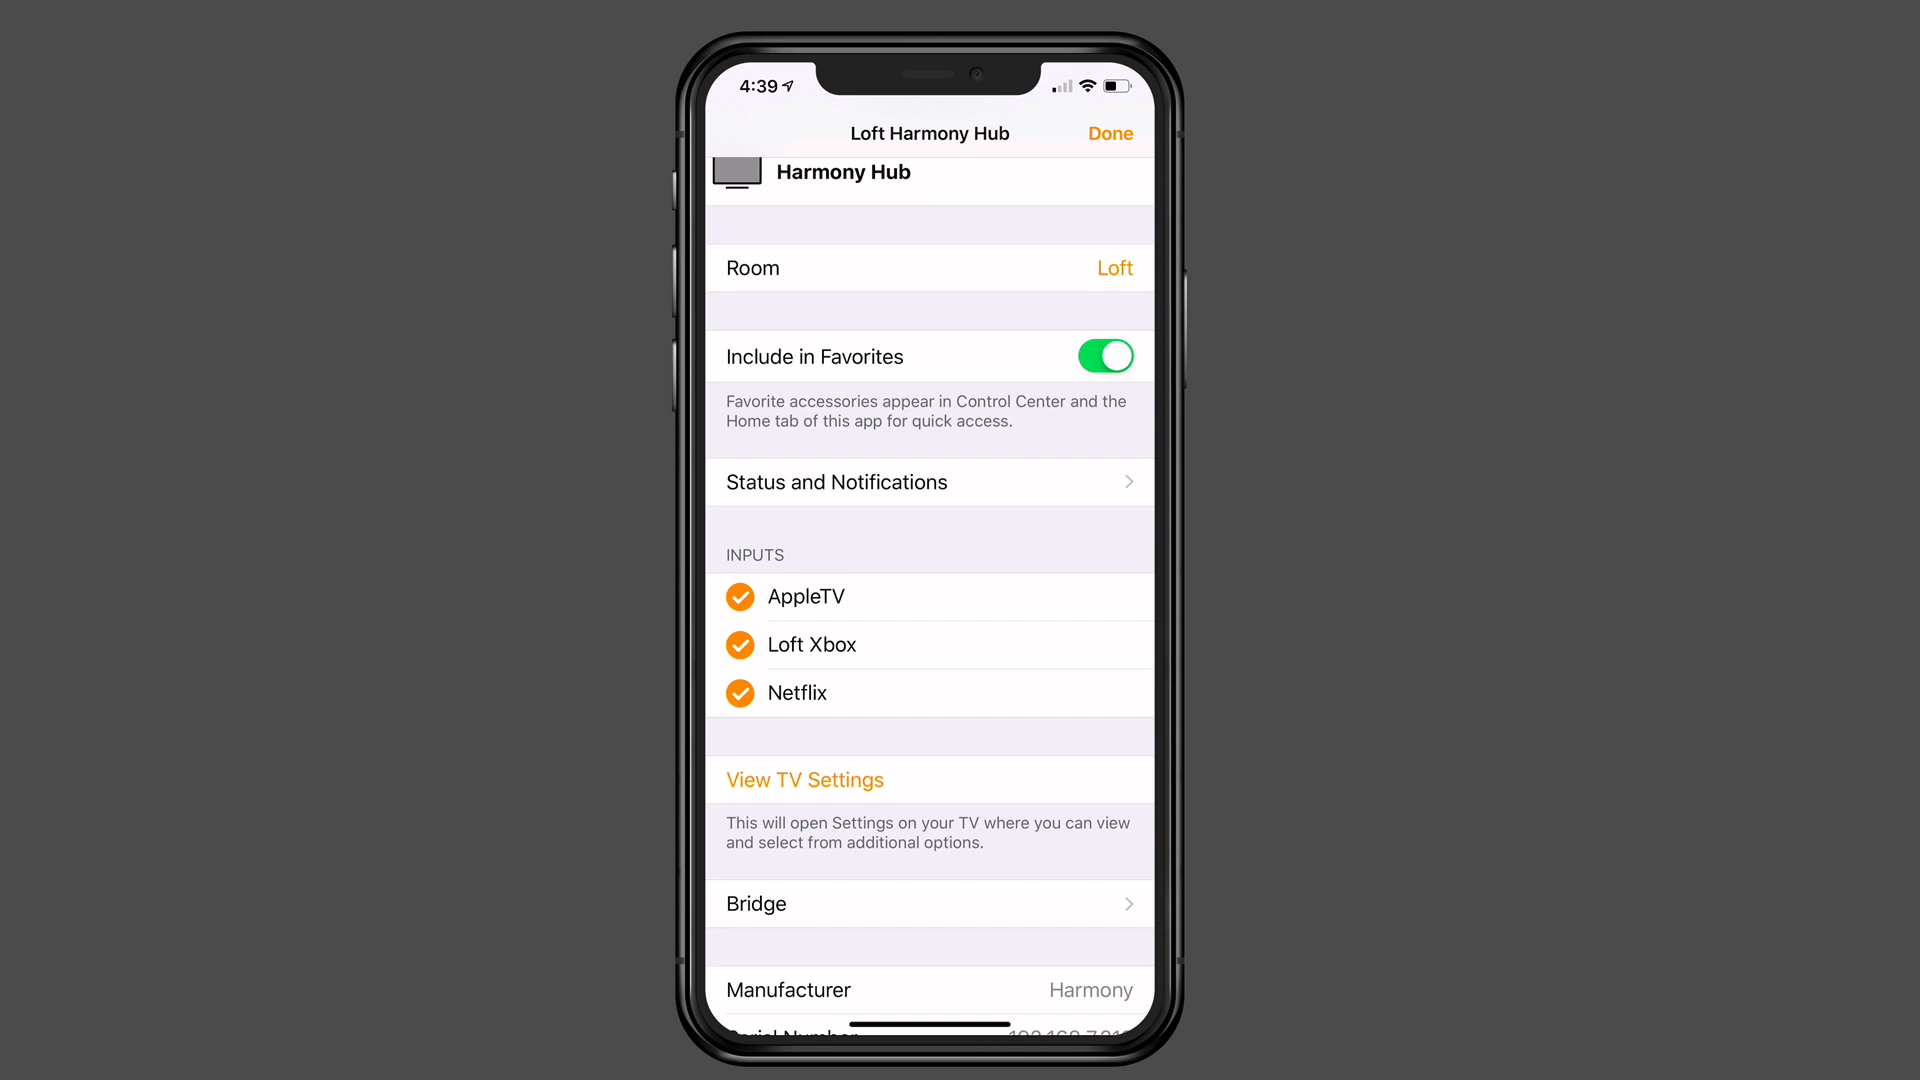 4:39
Loft Harmony Hub
Done
Harmony Hub
Room
Loft
Include in Favorites
Favorite accessories appear in Control Center and the
Home tab of this app for quick access.
Status and Notifications
INPUTS
AppleTV
Loft Xbox
Netflix
View TV Settings
This will open Settings on your TV where you can view
and select from additional options.
Bridge
Manufacturer
Harmony
Serial Number